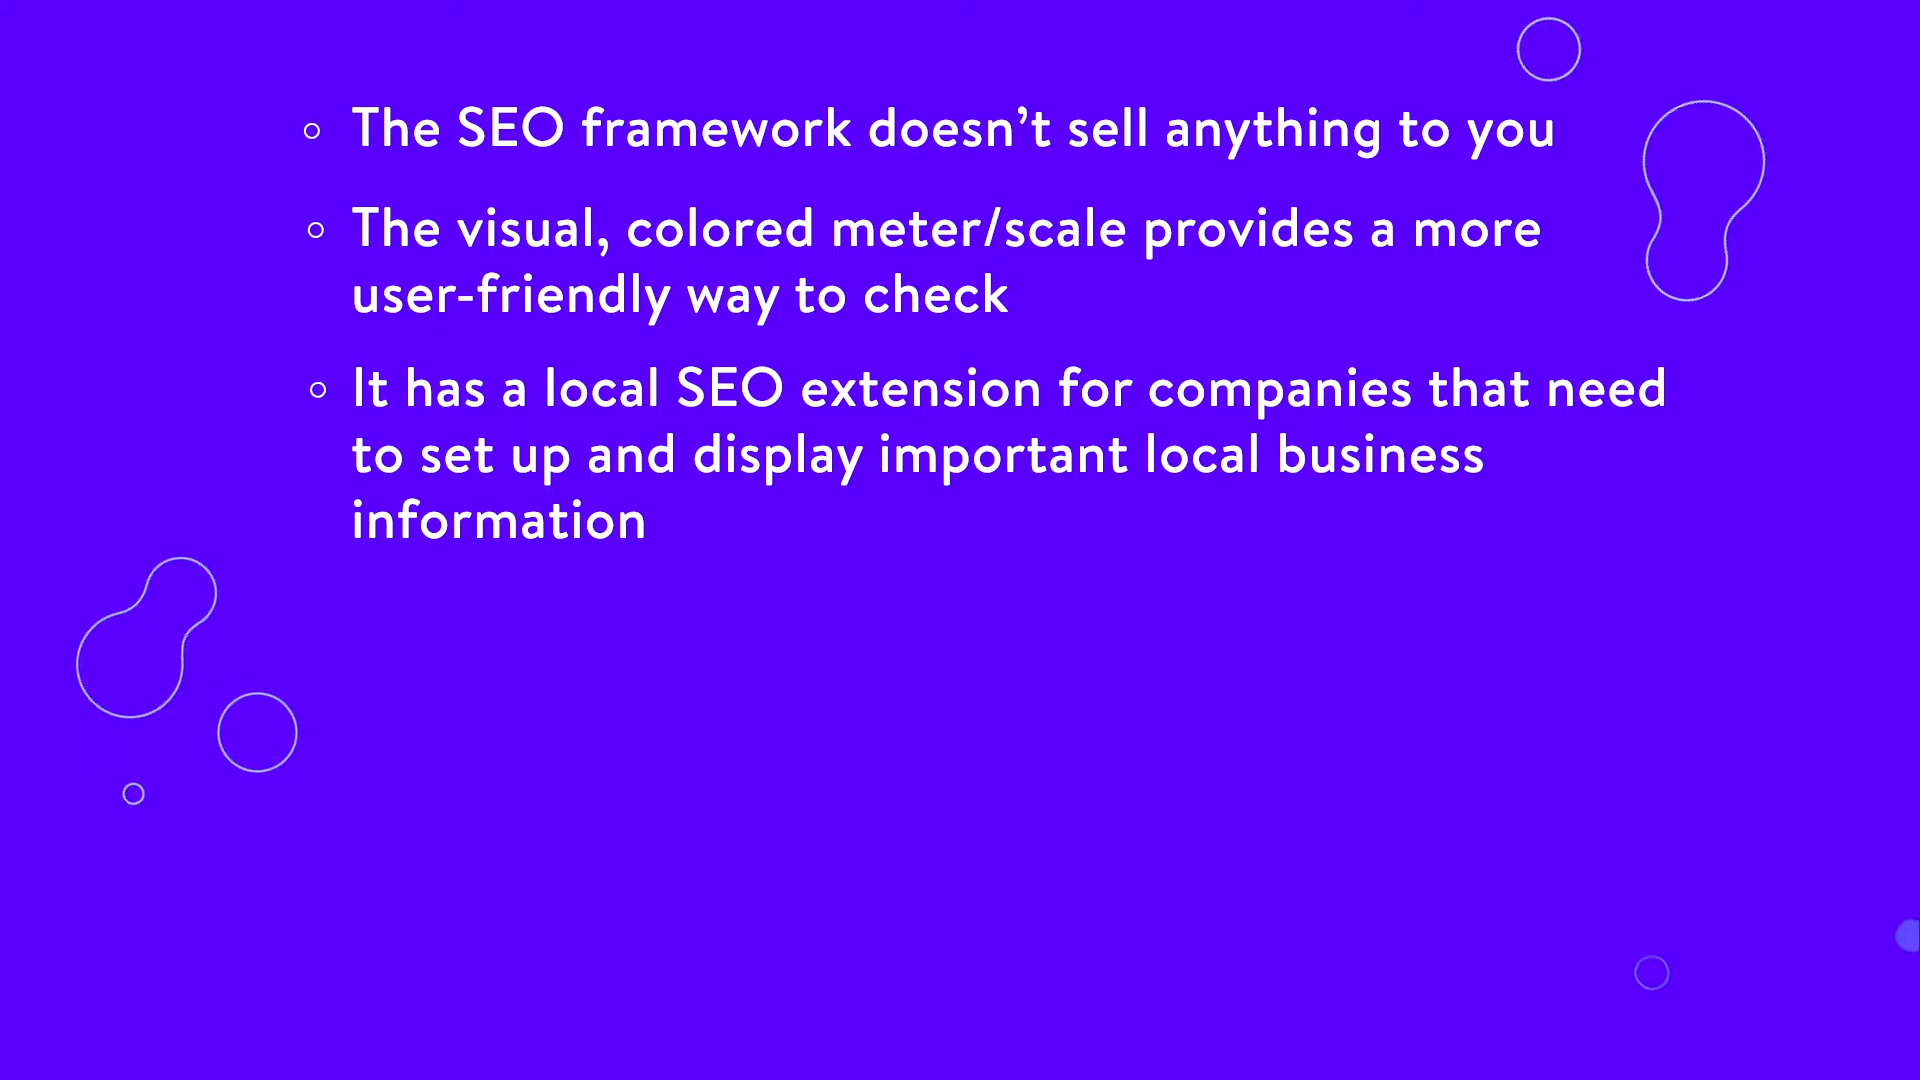 The SEO framework doesn’t sell anything to you
The visual, colored meter/scale provides a more
user-friendly way to check
It has a local SEO extension for companies that need
to set up and display important local business
information